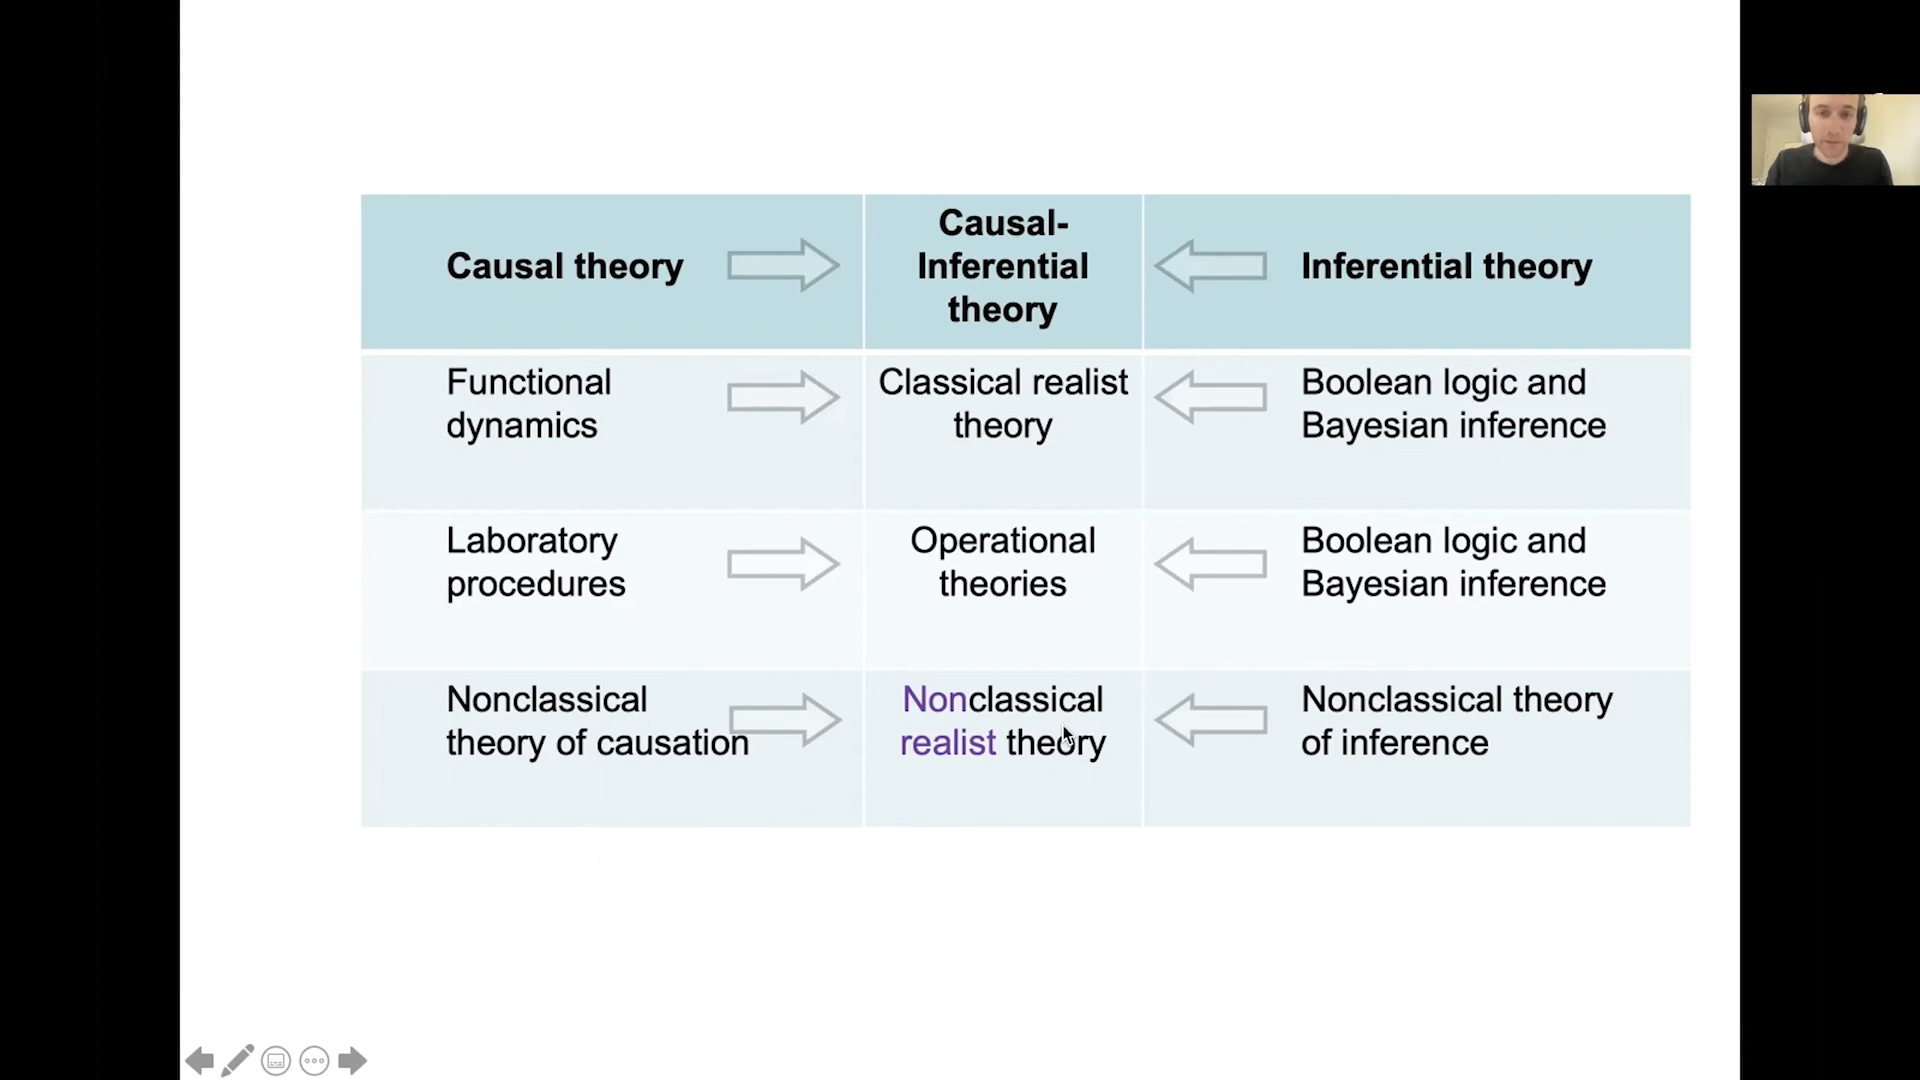 Causal theory
Causal-
Inferential
theory
Inferential theory
Functional
dynamics
Classical realist
theory
Boolean logic and
Bayesian inference
Laboratory
procedures
Operational
theories
Boolean logic and
Bayesian inference
Nonclassical
theory of causation
Nonclassical
realist theory
Nonclassical theory
of inference